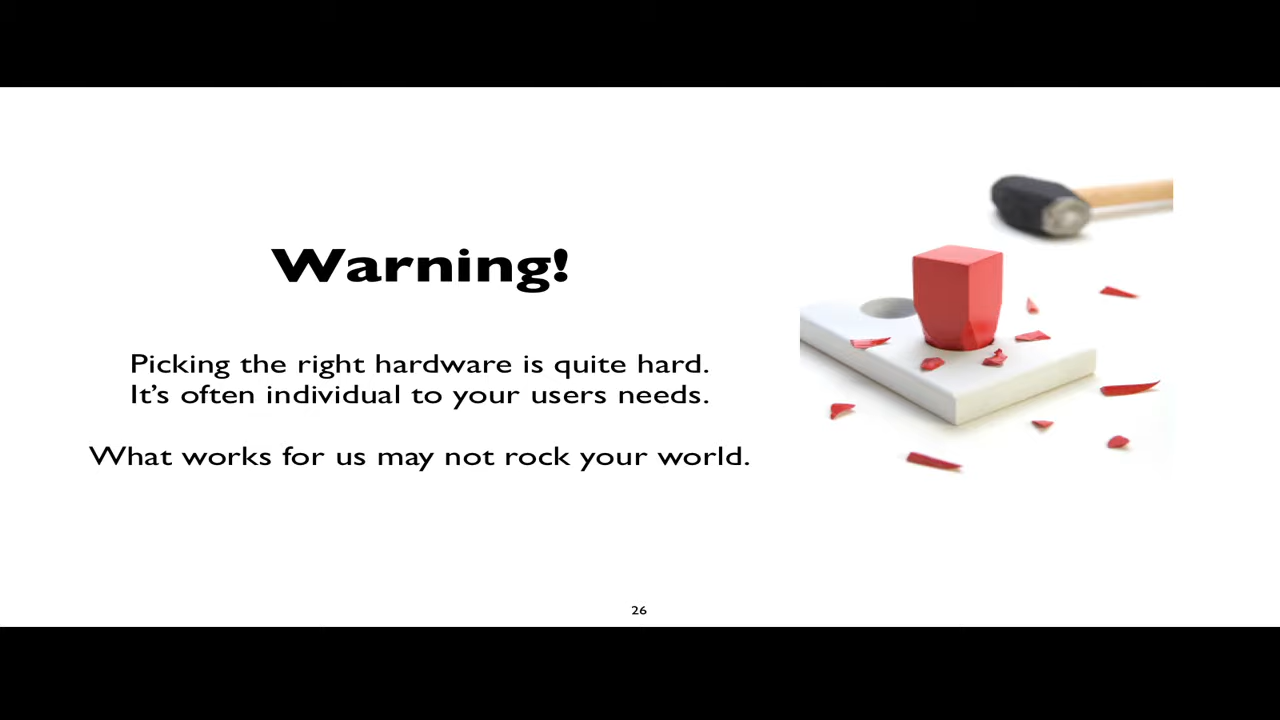 Warning!
Picking the right hardware is quite hard.
It’s often individual to your users needs.
What works for us may not rock your world.
26